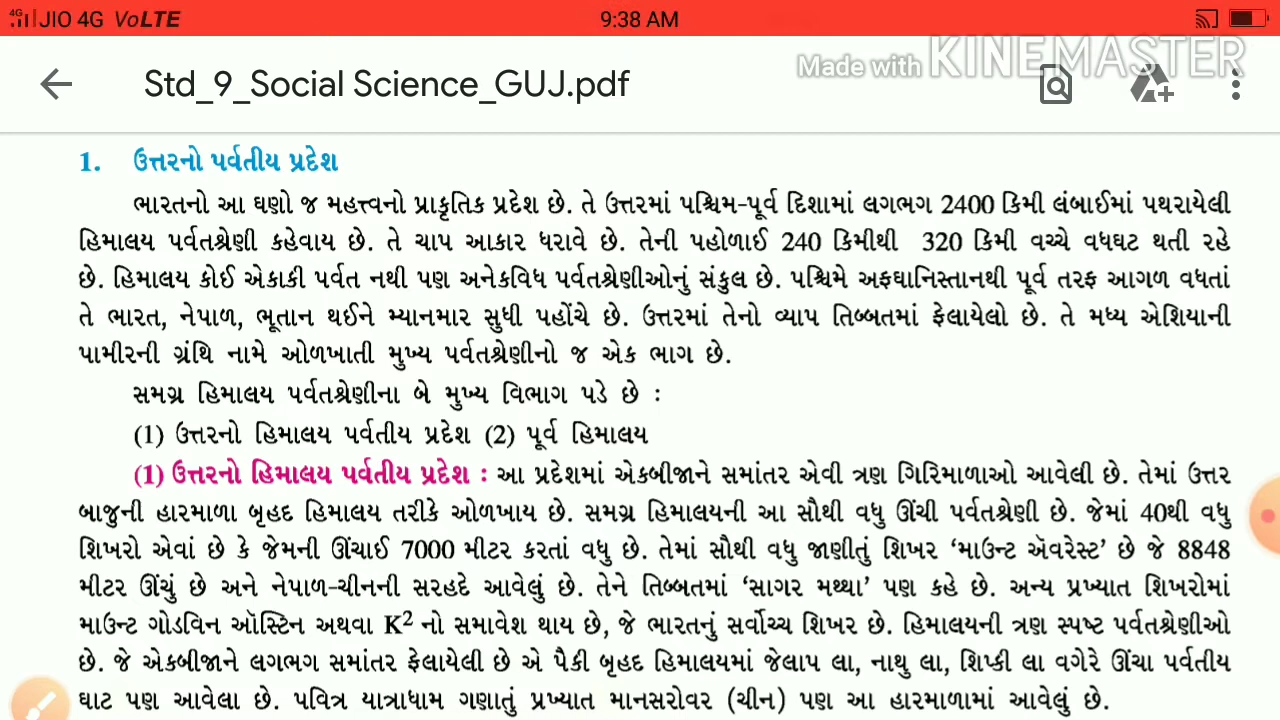 4G JIO 4G VoLTE 9:38 AM
Made with KINEMASTER
Std_9_Social Science_GUJ.pdf
1. ઉત્તરનો પર્વતીય પ્રદેશ
ભારતનો આ ઘણો જ મહત્ત્વનો પ્રાકૃતિક પ્રદેશ છે. તે ઉત્તરમાં પશ્ચિમ-પૂર્વ દિશામાં લગભગ 2400 કિમી લંબાઈમાં પથરાયેલી
હિમાલય પર્વતશ્રેણી કહેવાય છે. તે ચાપ આકાર ધરાવે છે. તેની પહોળાઈ 240 કિમીથી 320 કિમી વચ્ચે વધઘટ થતી રહે
છે. હિમાલય કોઈ એકાકી પર્વત નથી પણ અનેકવિધ પર્વતશ્રેણીઓનું સંકુલ છે. પશ્ચિમે અફઘાનિસ્તાનથી પૂર્વ તરફ આગળ વધતાં
તે ભારત, નેપાળ, ભૂતાન થઈને મ્યાનમાર સુધી પહોંચે છે. ઉત્તરમાં તેનો વ્યાપ તિબ્બતમાં ફેલાયેલો છે. તે મધ્ય એશિયાની
પામીરની ગ્રંથિ નામે ઓળખાતી મુખ્ય પર્વતશ્રેણીનો જ એક ભાગ છે.
સમગ્ર હિમાલય પર્વતશ્રેણીના બે મુખ્ય વિભાગ પડે છે :
(1) ઉત્તરનો હિમાલય પર્વતીય પ્રદેશ (2) પૂર્વ હિમાલય
(1) ઉત્તરનો હિમાલય પર્વતીય પ્રદેશ : આ પ્રદેશમાં એકબીજાને સમાંતર એવી ત્રણ ગિરિમાળાઓ આવેલી છે. તેમાં ઉત્તર
બાજુની હારમાળા બૃહદ હિમાલય તરીકે ઓળખાય છે. સમગ્ર હિમાલયની આ સૌથી વધુ ઊંચી પર્વતશ્રેણી છે. જેમાં 40થી વધુ
શિખરો એવાં છે કે જેમની ઊંચાઈ 7000 મીટર કરતાં વધુ છે. તેમાં સૌથી વધુ જાણીતું શિખર ‘માઉન્ટ ઍવરેસ્ટ’ છે જે 8848
મીટર ઊંચું છે અને નેપાળ-ચીનની સરહદે આવેલું છે. તેને તિબ્બતમાં ‘સાગર મથ્થા’ પણ કહે છે. અન્ય પ્રખ્યાત શિખરોમાં
માઉન્ટ ગોડવિન ઑસ્ટિન અથવા K² નો સમાવેશ થાય છે, જે ભારતનું સર્વોચ્ચ શિખર છે. હિમાલયની ત્રણ સ્પષ્ટ પર્વતશ્રેણીઓ
છે. જે એકબીજાને લગભગ સમાંતર ફેલાયેલી છે એ પૈકી બૃહદ હિમાલયમાં જેલાપ લા, નાથુ લા, શિપ્કી લા વગેરે ઊંચા પર્વતીય
ઘાટ પણ આવેલા છે. પવિત્ર યાત્રાધામ ગણાતું પ્રખ્યાત માનસરોવર (ચીન) પણ આ હારમાળામાં આવેલું છે.